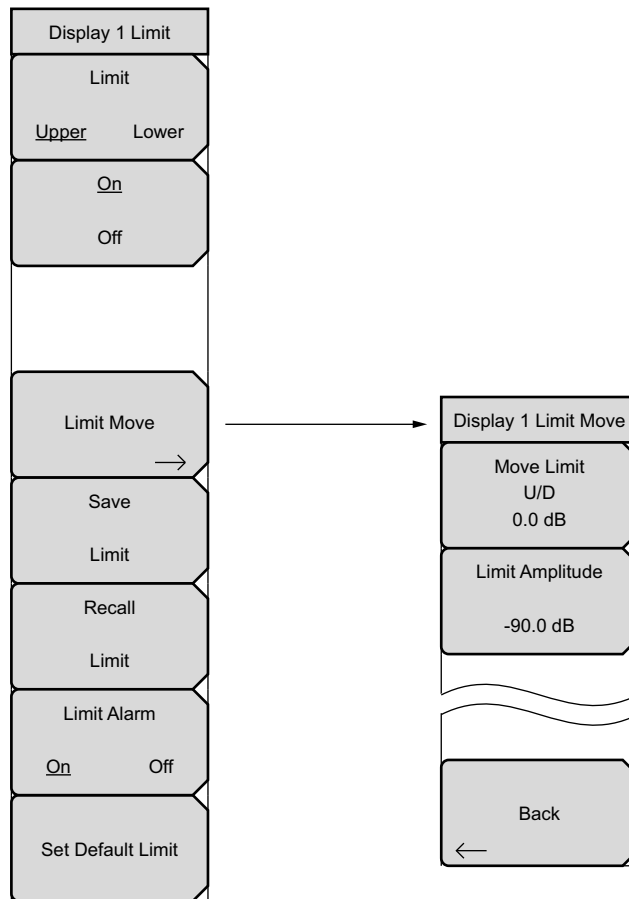 Display 1 Limit
Limit
Upper Lower
On
Off
Limit Move
Save
Limit
Recall
Limit
Limit Alarm
On Off
Set Default Limit
Display 1 Limit Move
Move Limit
U/D
0.0 dB
Limit Amplitude
-90.0 dB
Back